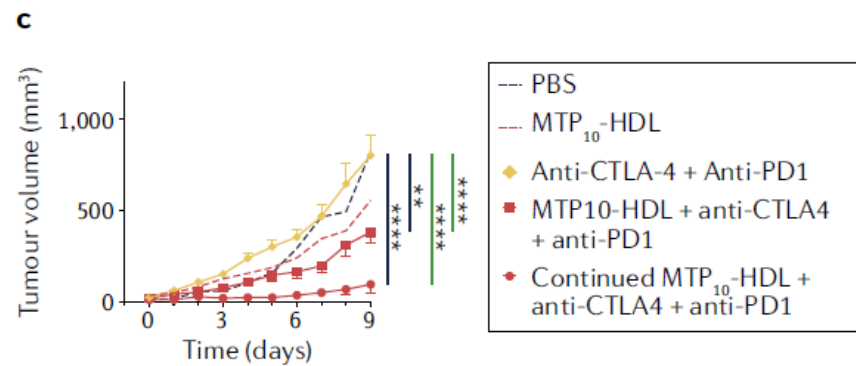 c
Tumour volume (mm³)
1,000
500
0
0 3 6 9
Time (days)
****
**
****
****
PBS
MTP₁₀-HDL
Anti-CTLA-4 + Anti-PD1
MTP10-HDL + anti-CTLA4
+ anti-PD1
Continued MTP₁₀-HDL +
anti-CTLA4 + anti-PD1